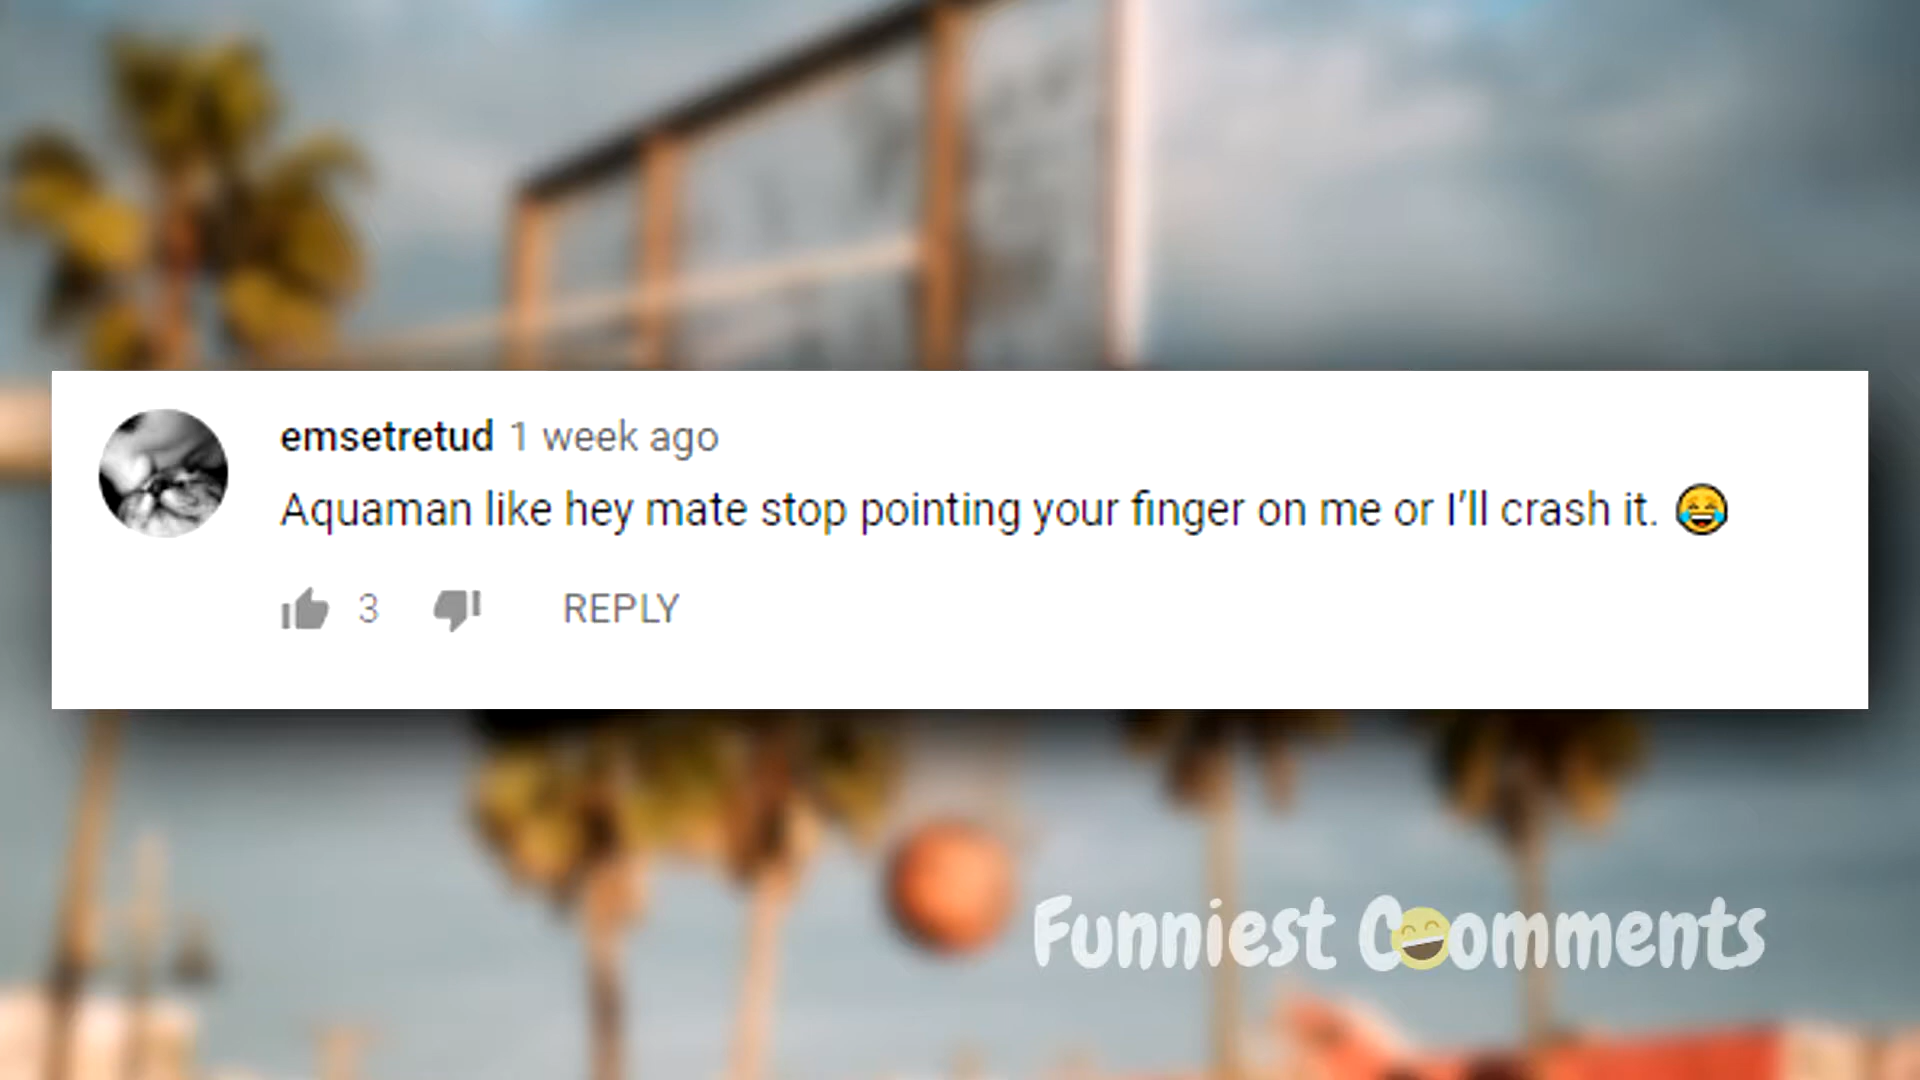 emsetretud 1 week ago
Aquaman like hey mate stop pointing your finger on me or I'll crash it. 😂
3 REPLY
Funniest C😄omments